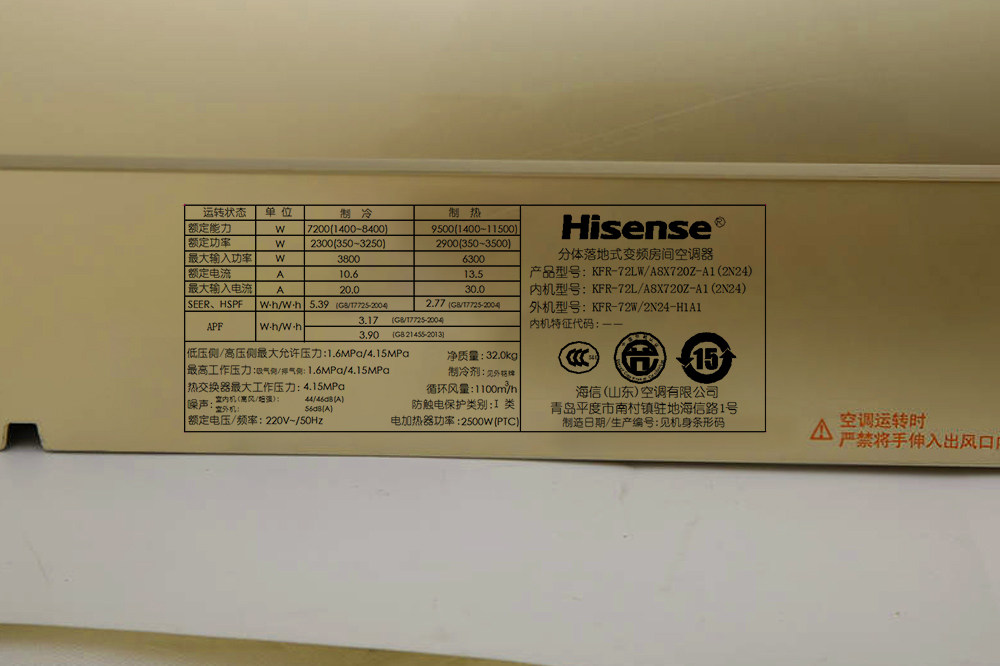 运转状态 单位 制冷 制热
额定能力 W 7200(1400~8400) 9500(1400~11500)
额定功率 W 2300(350~3250) 2900(350~3500)
最大输入功率 W 3800 6300
额定电流 A 10.6 13.5
最大输入电流 A 20.0 30.0
SEER、HSPF W·h/W·h 5.39 (GB/T7725-2004) 2.77 (GB/T7725-2004)
APF W·h/W·h 3.17 (GB/T7725-2004)
3.90 (GB 21455-2013)
低压侧/高压侧最大允许压力:1.6MPa/4.15MPa 净质量: 32.0kg
最高工作压力:吸气侧/排气侧: 1.6MPa/4.15MPa 制冷剂: 见外铭牌
热交换器最大工作压力: 4.15MPa 循环风量:1100m³/h
噪声: 室内机(高风/超强): 44/46dB(A)
室外机: 56dB(A)
防触电保护类别:I 类
额定电压/频率: 220V~/50Hz 电加热器功率:2500W(PTC)
Hisense®
分体落地式变频房间空调器
产品型号: KFR-72LW/A8X720Z-A1(2N24)
内机型号: KFR-72L/A8X720Z-A1(2N24)
外机型号: KFR-72W/2N24-H1A1
内机特征代码:——
CCC S&E
15
海信(山东)空调有限公司
青岛平度市南村镇驻地海信路1号
制造日期/生产编号:见机身条形码
空调运转时
严禁将手伸入出风口内